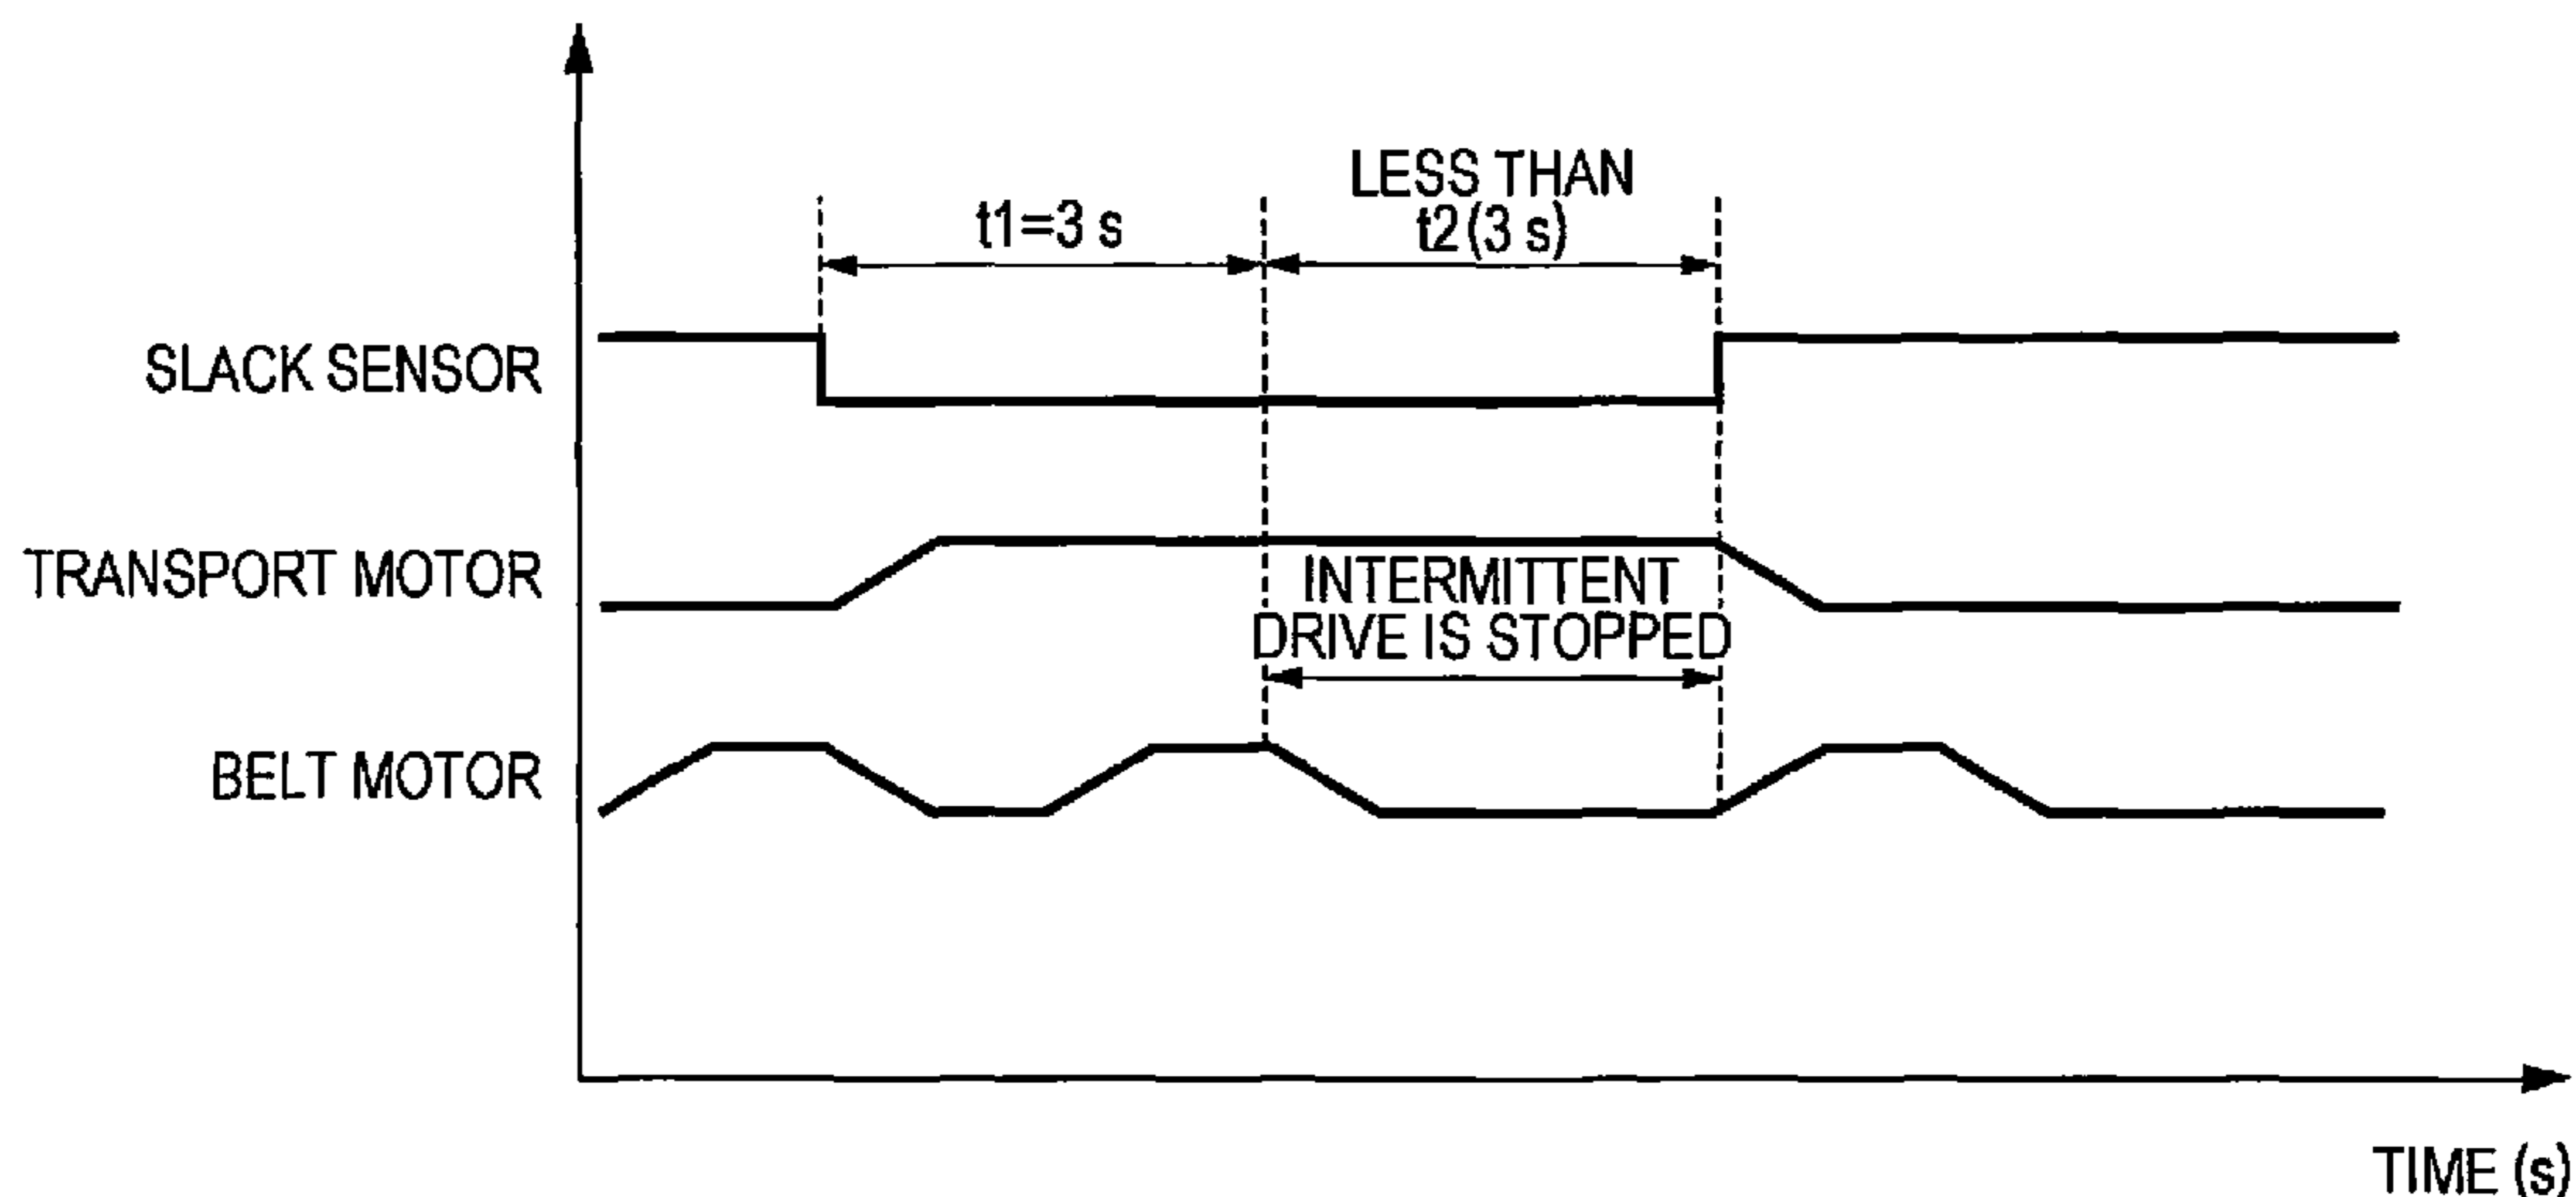 LESS THAN
t1=3 s
t2(3 s)
SLACK SENSOR
TRANSPORT MOTOR
INTERMITTENT
DRIVE IS STOPPED
BELT MOTOR
TIME (s)